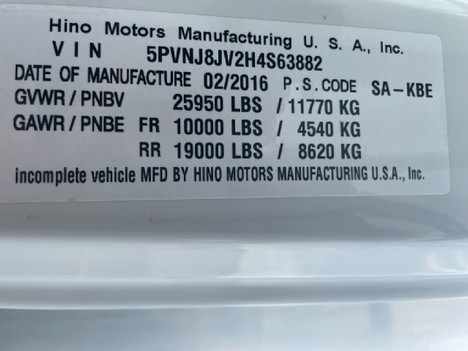 Hino Motors Manufacturing U. S. A., Inc.
VIN 5PVNJ8JV2H4S63882
DATE OF MANUFACTURE 02/2016 P.S.CODE SA-KBE
GVWR / PNBV 25950 LBS / 11770 KG
GAWR / PNBE FR 10000 LBS / 4540 KG
RR 19000 LBS / 8620 KG
incomplete vehicle MFD BY HINO MOTORS MANUFACTURING U.S.A., Inc.